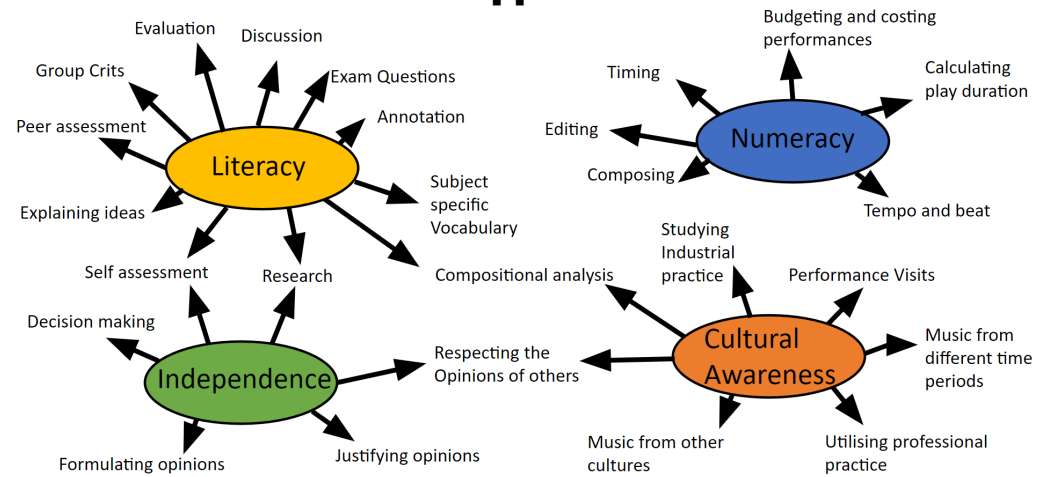 Evaluation
Discussion
Group Crits
Exam Questions
Peer assessment
Annotation
Literacy
Explaining ideas
Subject
specific
Vocabulary
Self assessment
Research
Compositional analysis
Budgeting and costing
performances
Timing
Calculating
play duration
Editing
Numeracy
Composing
Tempo and beat
Decision making
Independence
Respecting the
Opinions of others
Formulating opinions
Justifying opinions
Studying
Industrial
practice
Performance Visits
Cultural
Awareness
Music from
different time
periods
Music from other
cultures
Utilising professional
practice